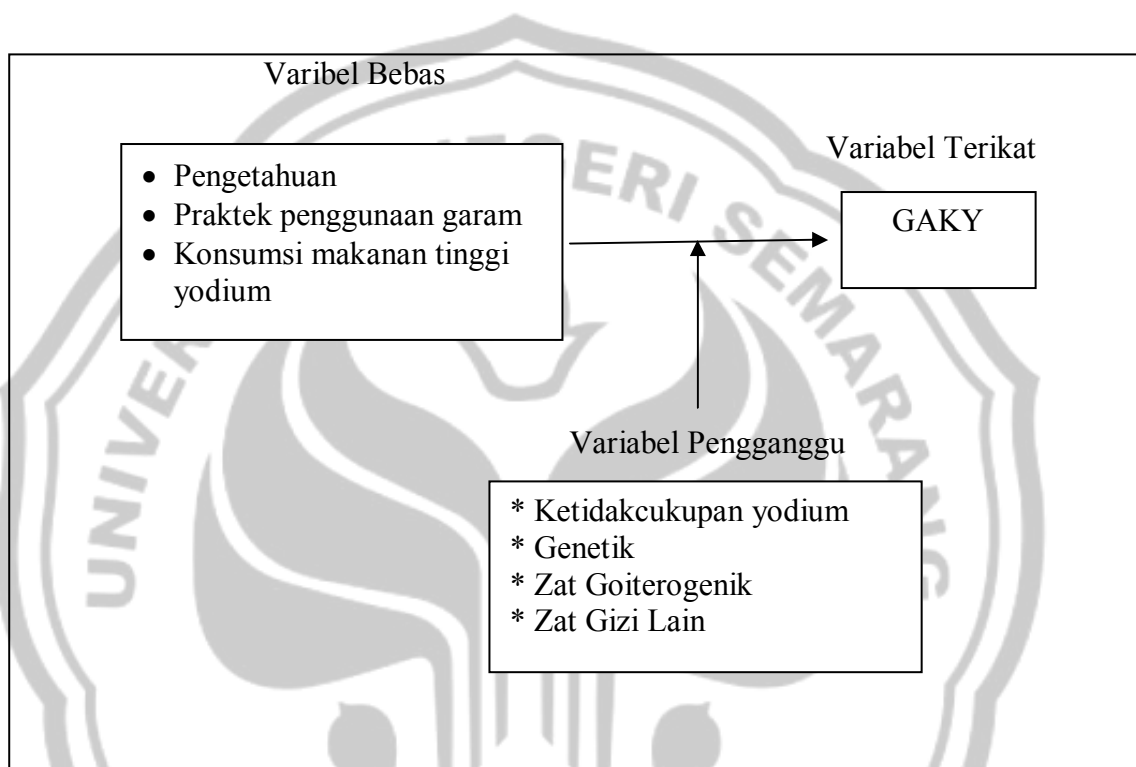 Varibel Bebas
Variabel Terikat
• Pengetahuan
• Praktek penggunaan garam
• Konsumsi makanan tinggi
yodium
GAKY
Variabel Pengganggu
* Ketidakcukupan yodium
* Genetik
* Zat Goiterogenik
* Zat Gizi Lain
SEMARANG